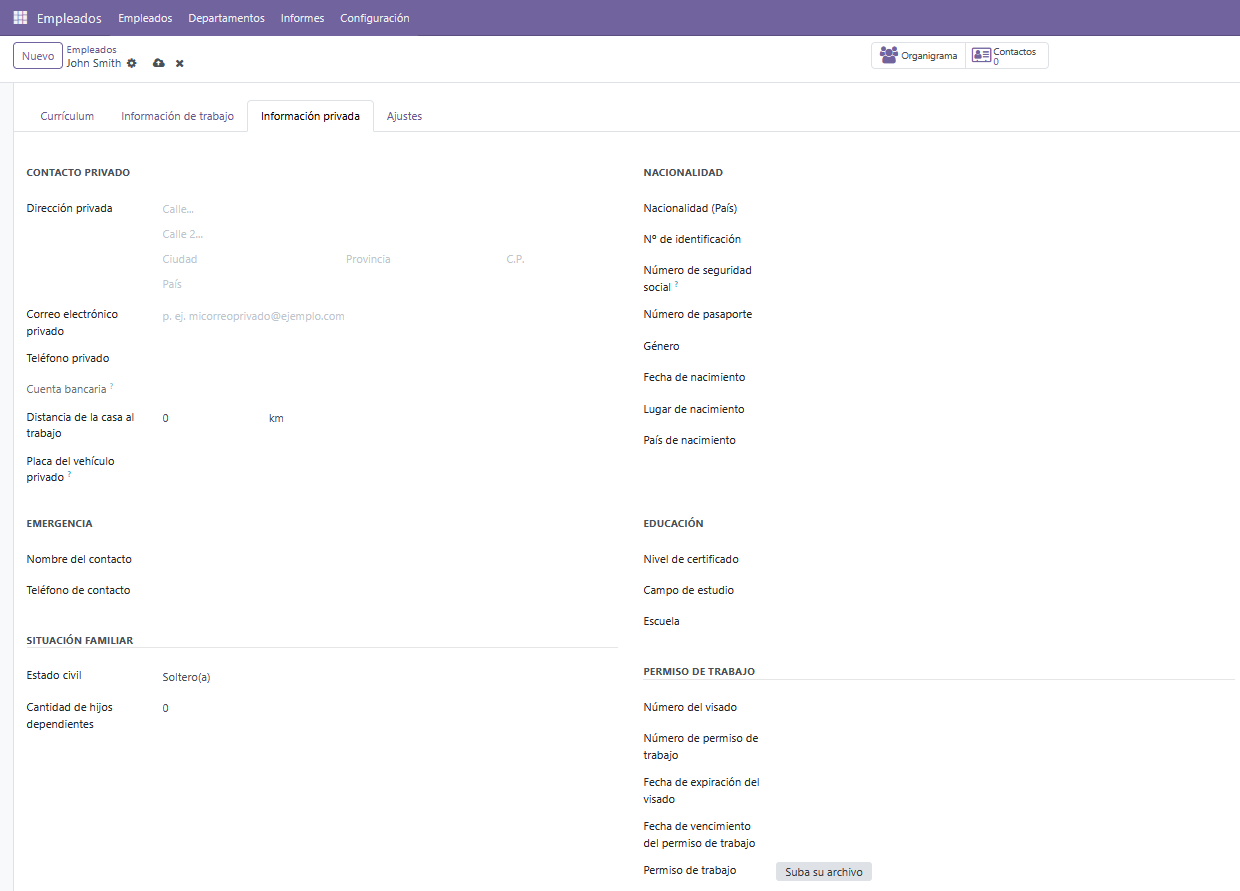 Empleados Empleados Departamentos Informes Configuración
Nuevo
Empleados
John Smith
Organigrama
Contactos
0
Currículum Información de trabajo Información privada Ajustes
CONTACTO PRIVADO
Dirección privada
Calle...
Calle 2...
Ciudad Provincia C.P.
País
Correo electrónico
privado
p. ej. micorreoprivado@ejemplo.com
Teléfono privado
Cuenta bancaria ?
Distancia de la casa al
trabajo
0 km
Placa del vehículo
privado ?
NACIONALIDAD
Nacionalidad (País)
Nº de identificación
Número de seguridad
social ?
Número de pasaporte
Género
Fecha de nacimiento
Lugar de nacimiento
País de nacimiento
EMERGENCIA
Nombre del contacto
Teléfono de contacto
EDUCACIÓN
Nivel de certificado
Campo de estudio
Escuela
SITUACIÓN FAMILIAR
Estado civil
Soltero(a)
Cantidad de hijos
dependientes
0
PERMISO DE TRABAJO
Número del visado
Número de permiso de
trabajo
Fecha de expiración del
visado
Fecha de vencimiento
del permiso de trabajo
Permiso de trabajo
Suba su archivo